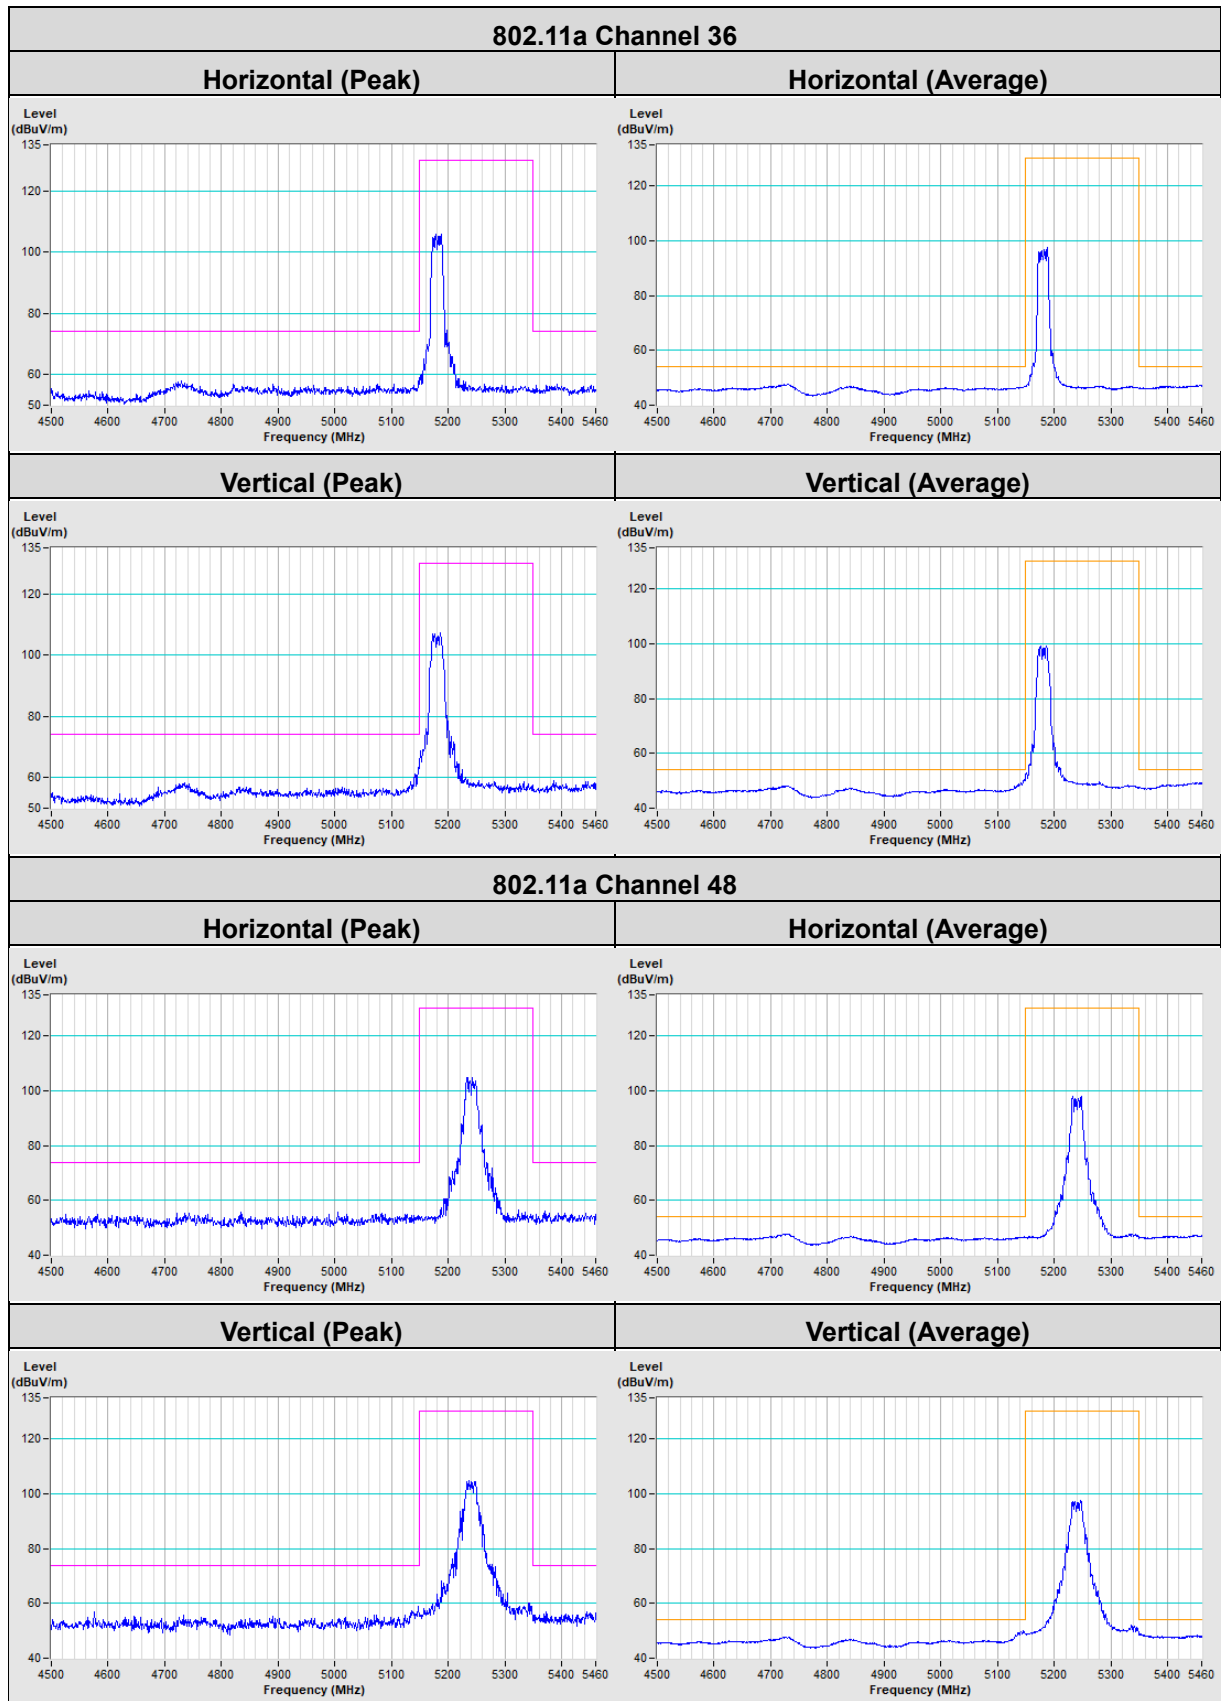 802.11a Channel 36
Horizontal (Peak) Horizontal (Average)
Level Level
(dBuV/m) (dBuV/m)
135 135
120 120
100 100
80 80
60 60
50 40
4500 4600 4700 4800 4900 5000 5100 5200 5300 5400 5460 4500 4600 4700 4800 4900 5000 5100 5200 5300 5400 5460
Frequency (MHz) Frequency (MHz)
Vertical (Peak) Vertical (Average)
Level Level
(dBuV/m) (dBuV/m)
135 135
120 120
100 100
80 80
60 60
50 40
4500 4600 4700 4800 4900 5000 5100 5200 5300 5400 5460 4500 4600 4700 4800 4900 5000 5100 5200 5300 5400 5460
Frequency (MHz) Frequency (MHz)
802.11a Channel 48
Horizontal (Peak) Horizontal (Average)
Level Level
(dBuV/m) (dBuV/m)
135 135
120 120
100 100
80 80
60 60
40 40
4500 4600 4700 4800 4900 5000 5100 5200 5300 5400 5460 4500 4600 4700 4800 4900 5000 5100 5200 5300 5400 5460
Frequency (MHz) Frequency (MHz)
Vertical (Peak) Vertical (Average)
Level Level
(dBuV/m) (dBuV/m)
135 135
120 120
100 100
80 80
60 60
40 40
4500 4600 4700 4800 4900 5000 5100 5200 5300 5400 5460 4500 4600 4700 4800 4900 5000 5100 5200 5300 5400 5460
Frequency (MHz) Frequency (MHz)